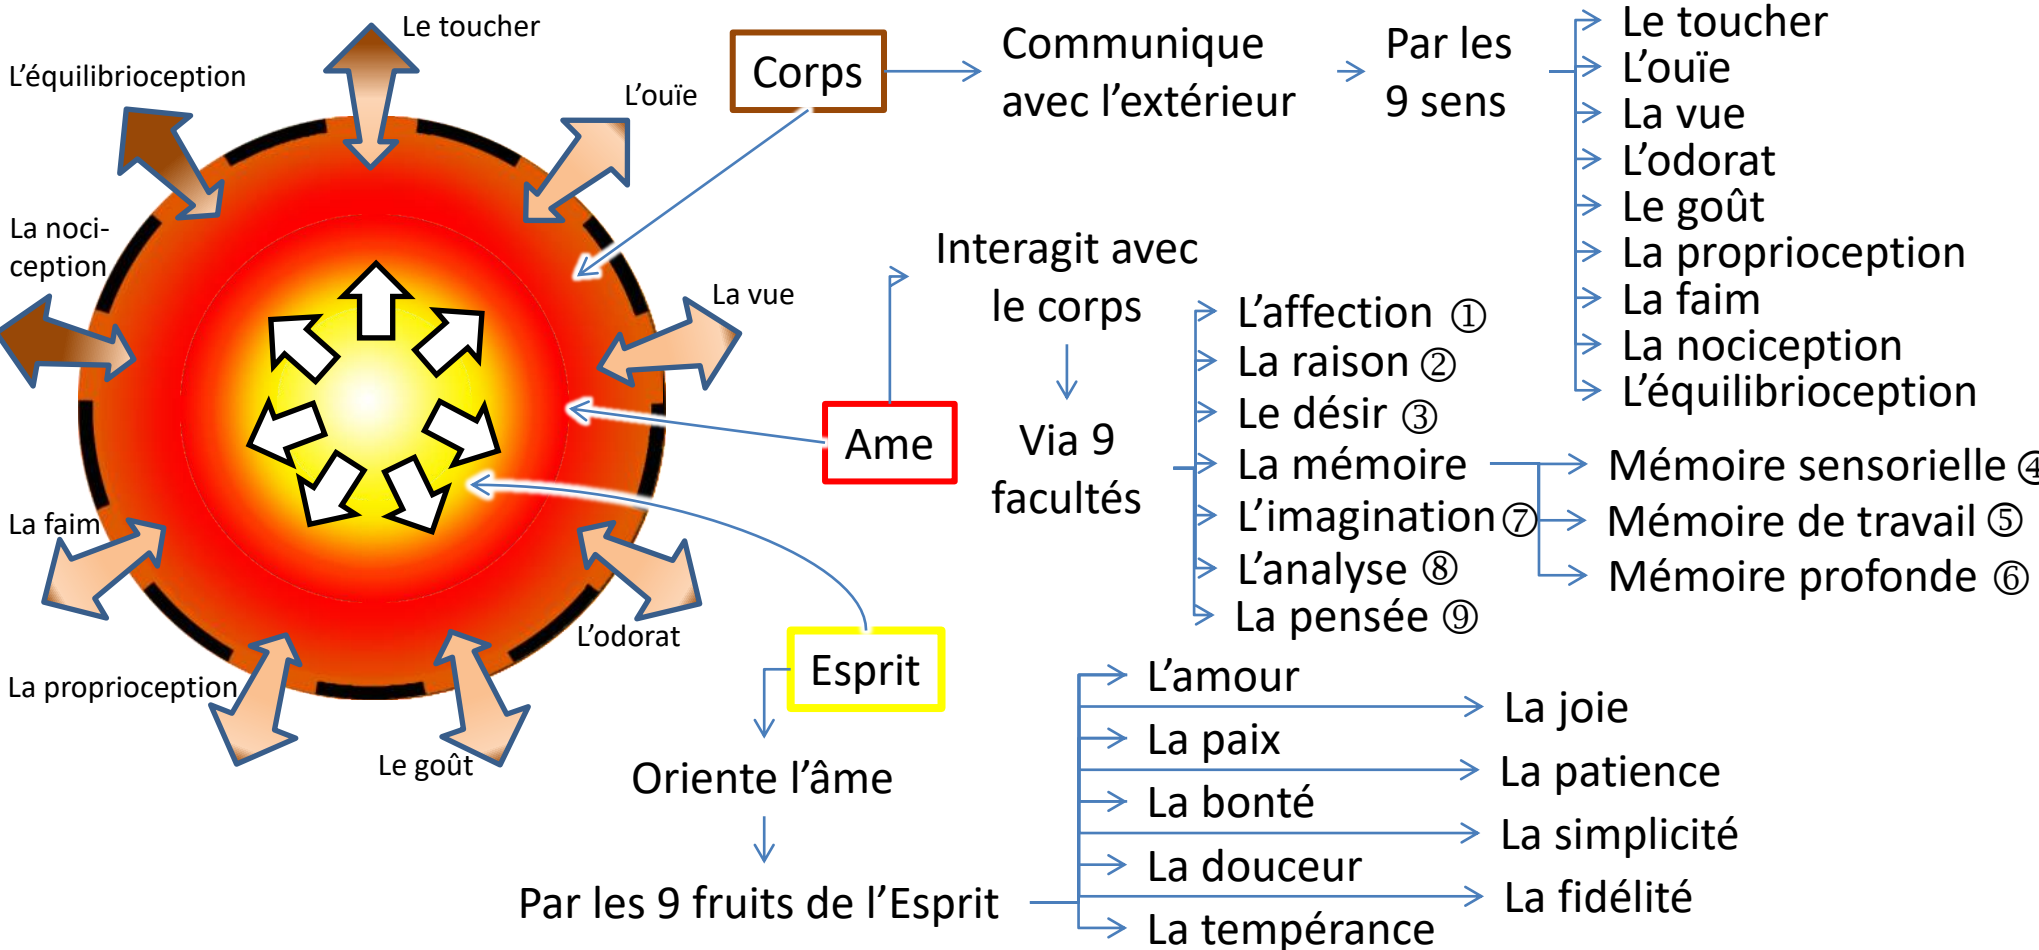 Le toucher
L’équilibrioception
L’ouïe
La noci-
ception
La vue
La faim
L’odorat
La proprioception
Le goût
Corps
Communique
avec l’extérieur
Par les
9 sens
Le toucher
L’ouïe
La vue
L’odorat
Le goût
La proprioception
La faim
La nociception
L’équilibrioception
Ame
Interagit avec
le corps
Via 9
facultés
L’affection ①
La raison ②
Le désir ③
La mémoire
L’imagination ⑦
L’analyse ⑧
La pensée ⑨
Mémoire sensorielle ④
Mémoire de travail ⑤
Mémoire profonde ⑥
Esprit
Oriente l’âme
Par les 9 fruits de l’Esprit
L’amour
La joie
La paix
La patience
La bonté
La simplicité
La douceur
La fidélité
La tempérance